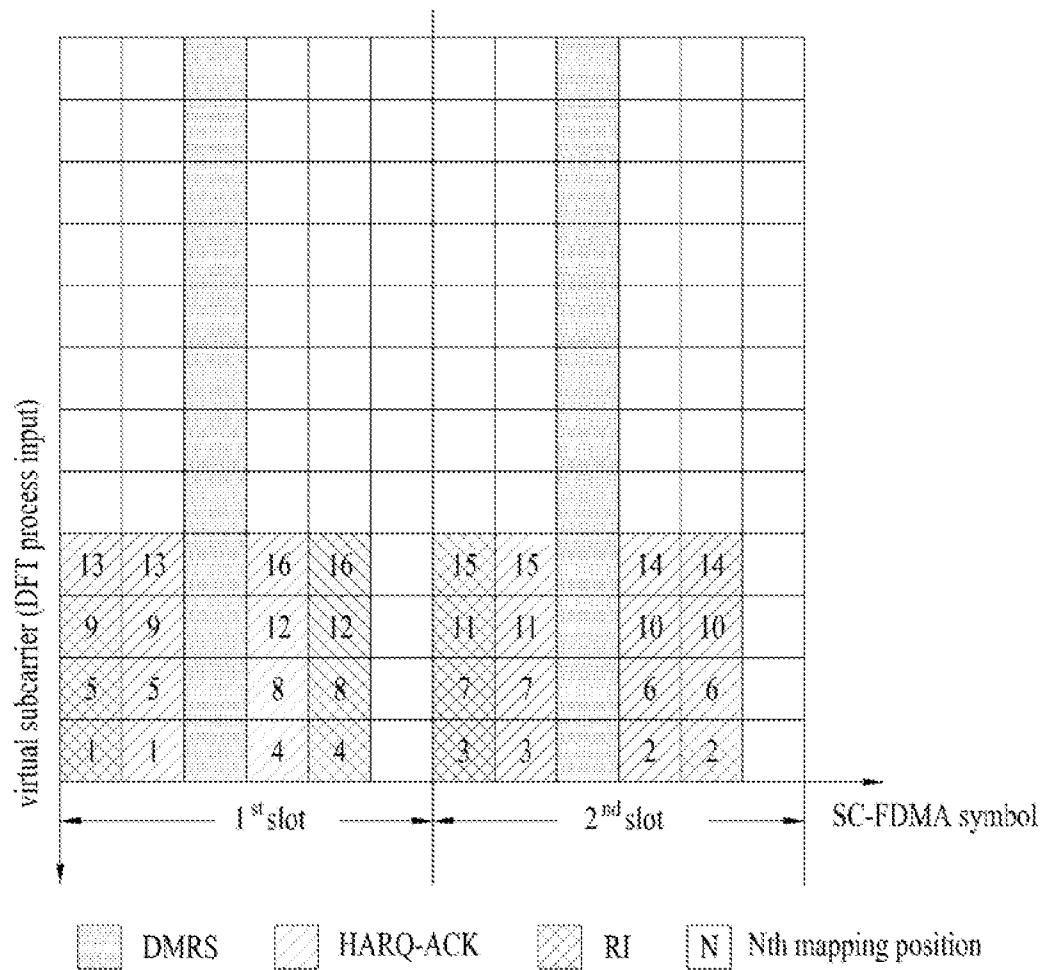 virtual subcarrier (DFT process input)
13 13 16 16 15 15 14 14
9 9 12 12 11 11 10 10
5 5 8 8 7 7 6 6
1 1 4 4 3 3 2 2
1st slot 2nd slot SC-FDMA symbol
DMRS HARQ-ACK RI N Nth mapping position